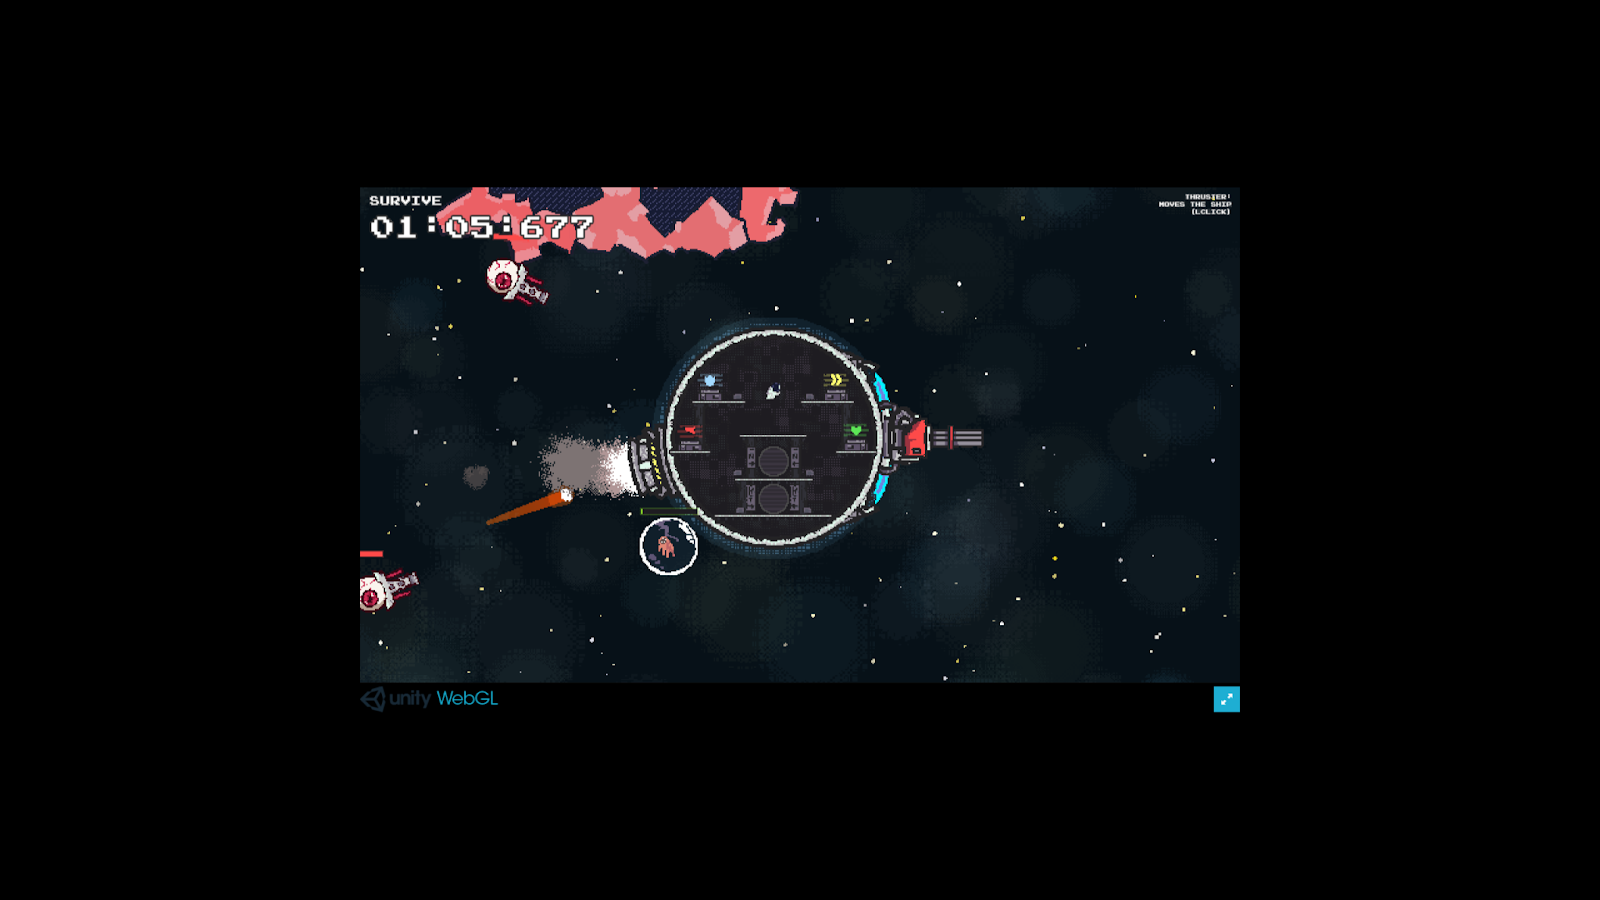 SURVIVE
01:05:677
THRUSTER:
MOVES THE SHIP
(LCLICK)
unity WebGL